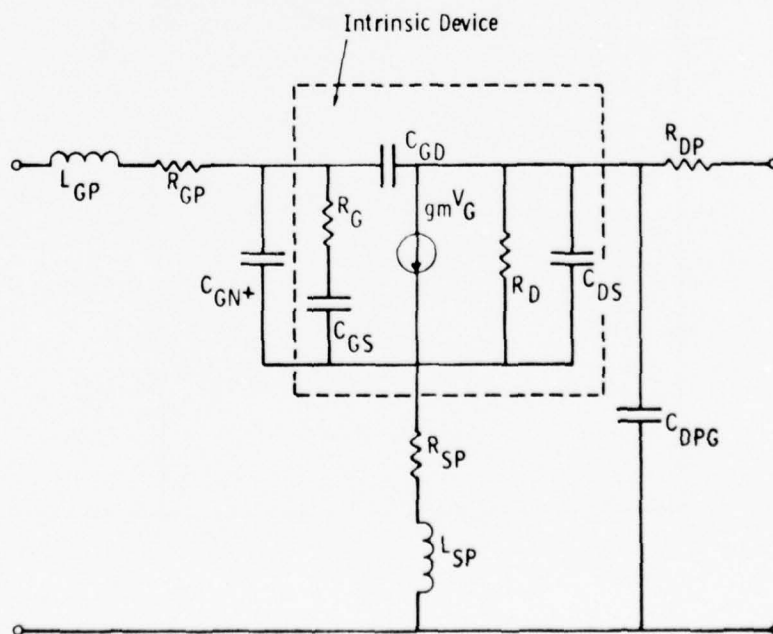 Intrinsic Device
C_GD
R_DP
L_GP
R_GP
R_G
gmV_G
C_GN+
C_GS
R_D
C_DS
R_SP
C_DPG
L_SP